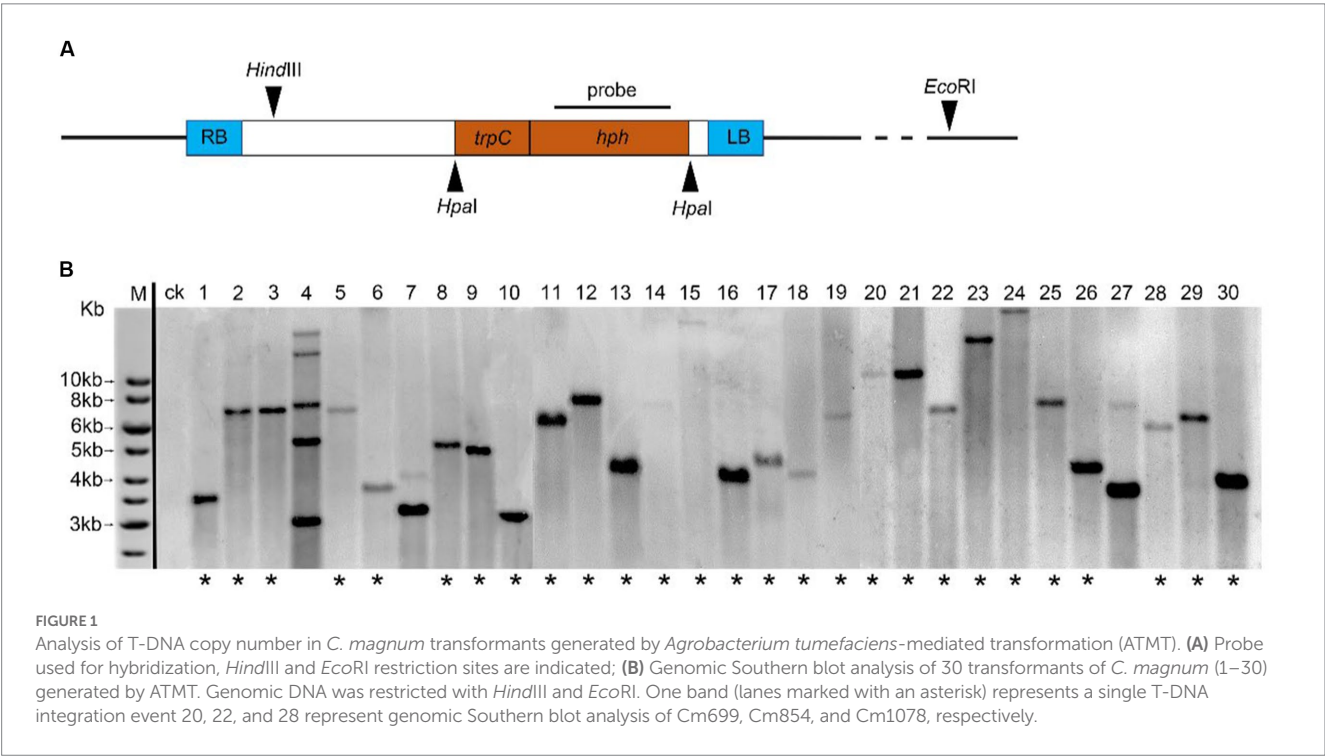 A
HindIII
probe
EcoRI
RB
trpC
hph
LB
HpaI
HpaI
B
M ck 1 2 3 4 5 6 7 8 9 10 11 12 13 14 15 16 17 18 19 20 21 22 23 24 25 26 27 28 29 30
Kb
10kb
8kb
6kb
5kb
4kb
3kb
* * * * * * * * * * * * * * * * * * * * * * * * * * *
FIGURE 1
Analysis of T-DNA copy number in C. magnum transformants generated by Agrobacterium tumefaciens-mediated transformation (ATMT). (A) Probe
used for hybridization, HindIII and EcoRI restriction sites are indicated; (B) Genomic Southern blot analysis of 30 transformants of C. magnum (1–30)
generated by ATMT. Genomic DNA was restricted with HindIII and EcoRI. One band (lanes marked with an asterisk) represents a single T-DNA
integration event 20, 22, and 28 represent genomic Southern blot analysis of Cm699, Cm854, and Cm1078, respectively.